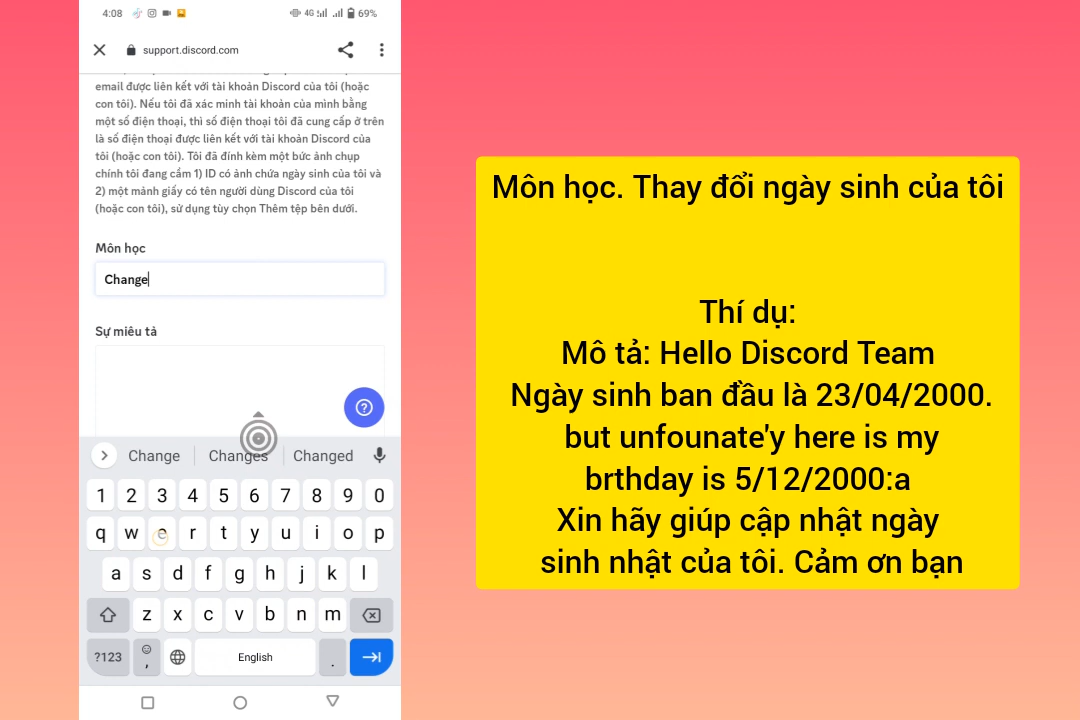 4:08
4G
69%
support.discord.com
email được liên kết với tài khoản Discord của tôi (hoặc
con tôi). Nếu tôi đã xác minh tài khoản của mình bằng
một số điện thoại, thì số điện thoại tôi đã cung cấp ở trên
là số điện thoại được liên kết với tài khoản Discord của
tôi (hoặc con tôi). Tôi đã đính kèm một bức ảnh chụp
chính tôi đang cầm 1) ID có ảnh chứa ngày sinh của tôi và
2) một mảnh giấy có tên người dùng Discord của tôi
(hoặc con tôi), sử dụng tùy chọn Thêm tệp bên dưới.
Môn học
Change
Sự miêu tả
Change Changes Changed
1 2 3 4 5 6 7 8 9 0
q w e r t y u i o p
a s d f g h j k l
z x c v b n m
?123 , English .
Môn học. Thay đổi ngày sinh của tôi
Thí dụ:
Mô tả: Hello Discord Team
Ngày sinh ban đầu là 23/04/2000.
but unfounate'y here is my
brthday is 5/12/2000:a
Xin hãy giúp cập nhật ngày
sinh nhật của tôi. Cảm ơn bạn